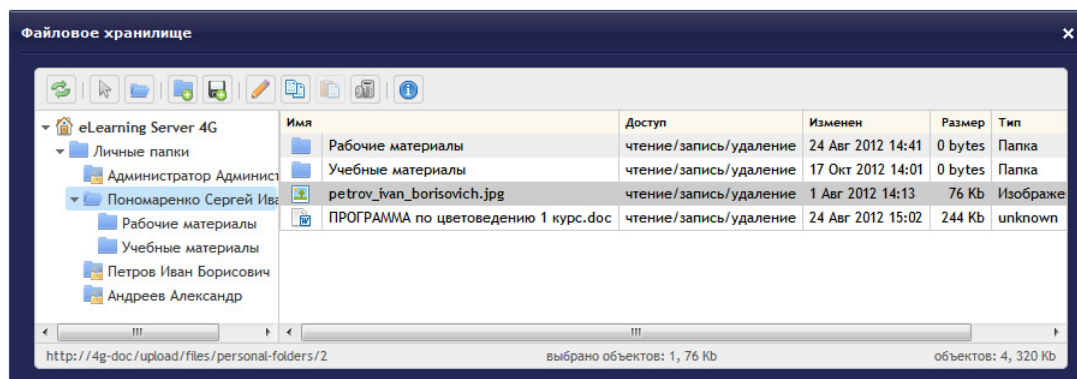 Файловое хранилище
Имя Доступ Изменен Размер Тип
eLearning Server 4G
Личные папки
Администратор Админист
Пономаренко Сергей Ива
Рабочие материалы
Учебные материалы
Петров Иван Борисович
Андреев Александр
Рабочие материалы чтение/запись/удаление 24 Авг 2012 14:41 0 bytes Папка
Учебные материалы чтение/запись/удаление 17 Окт 2012 14:01 0 bytes Папка
petrov_ivan_borisovich.jpg чтение/запись/удаление 1 Авг 2012 14:13 76 Kb Изображе
ПРОГРАММА по цветоведению 1 курс.doc чтение/запись/удаление 24 Авг 2012 15:02 244 Kb unknown
http://4g-doc/upload/files/personal-folders/2 выбрано объектов: 1, 76 Kb объектов: 4, 320 Kb